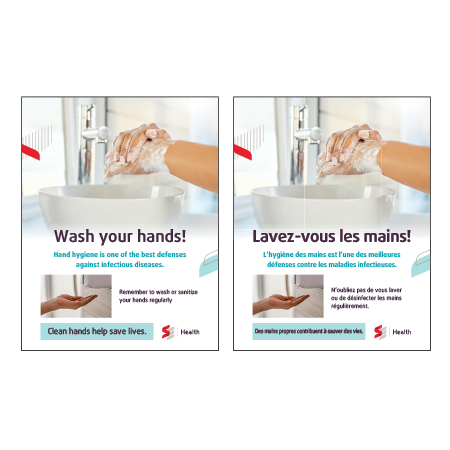 Wash your hands!
Hand hygiene is one of the best defenses
against infectious diseases.
Remember to wash or sanitize
your hands regularly
Clean hands help save lives.
Health
Lavez-vous les mains!
L'hygiène des mains est l'une des meilleures
défenses contre les maladies infectieuses.
N'oubliez pas de vous laver
ou de désinfecter les mains
régulièrement.
Des mains propres contribuent à sauver des vies.
Health